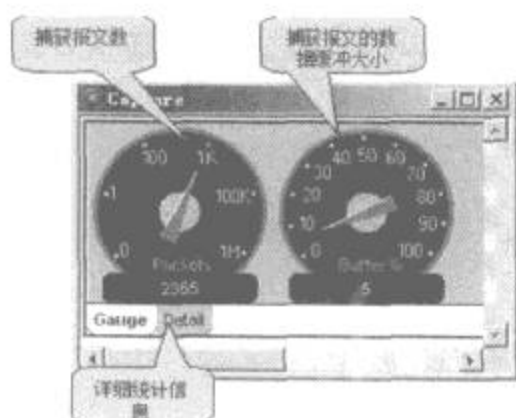 捕获报文数
捕获报文的数
据缓冲大小
Capture
0
1
100
1K
100K
1M
Packets
2365
0
10
20
30
40
50
60
70
80
90
100
Buffer %
5
Gauge
Detail
详细统计信
息